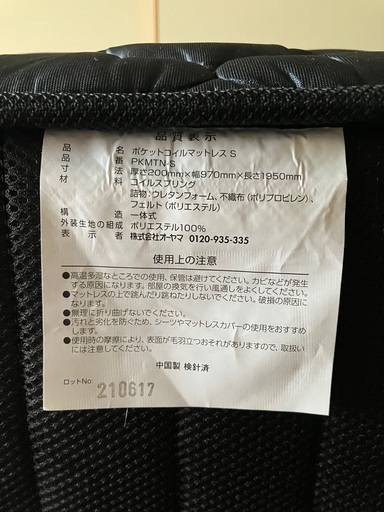 品質表示
品名 ポケットコイルマットレス S
品番 PKMTN-S
寸法 厚さ200mm×幅970mm×長さ1950mm
材料 コイルスプリング
詰物:ウレタンフォーム、不織布(ポリプロピレン)、
フェルト(ポリエステル)
構造 一体式
外装生地の組成 ポリエステル100%
表示者 株式会社オーヤマ 0120-935-335
使用上の注意
●高温多湿なところでの使用、保管は避けてください。カビなどが発生
する原因になります。部屋の換気を行い風通しをよくしてください。
●マットレスの上で跳んだり跳ねたりしないでください。破損の原因に
なります。
●無理に折り曲げないでください。
●汚れと劣化を防ぐため、シーツやマットレスカバーの使用をおすすめ
します。
●使用時の摩擦により、表面が毛羽立つおそれがありますので、取扱い
には注意してください。
中国製 検針済
ロットNo: 210617